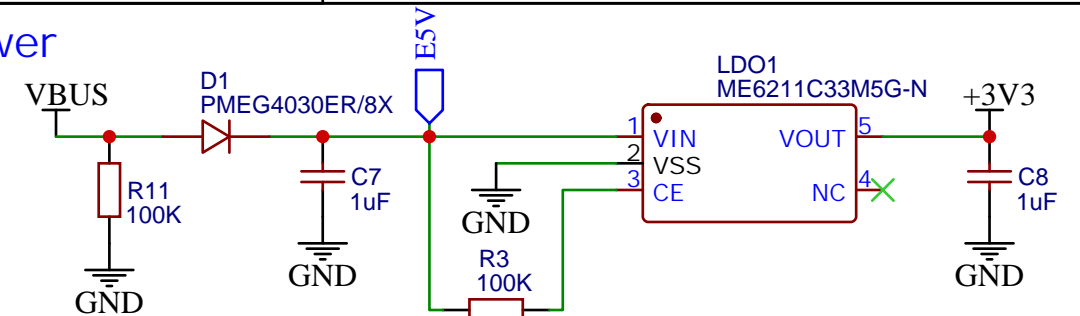 wer
E5V
VBUS
D1
PMEG4030ER/8X
LDO1
ME6211C33M5G-N
+3V3
1
VIN
VOUT
5
2
VSS
3
CE
NC
4
R11
100K
C7
1uF
C8
1uF
GND
R3
100K
GND
GND
GND